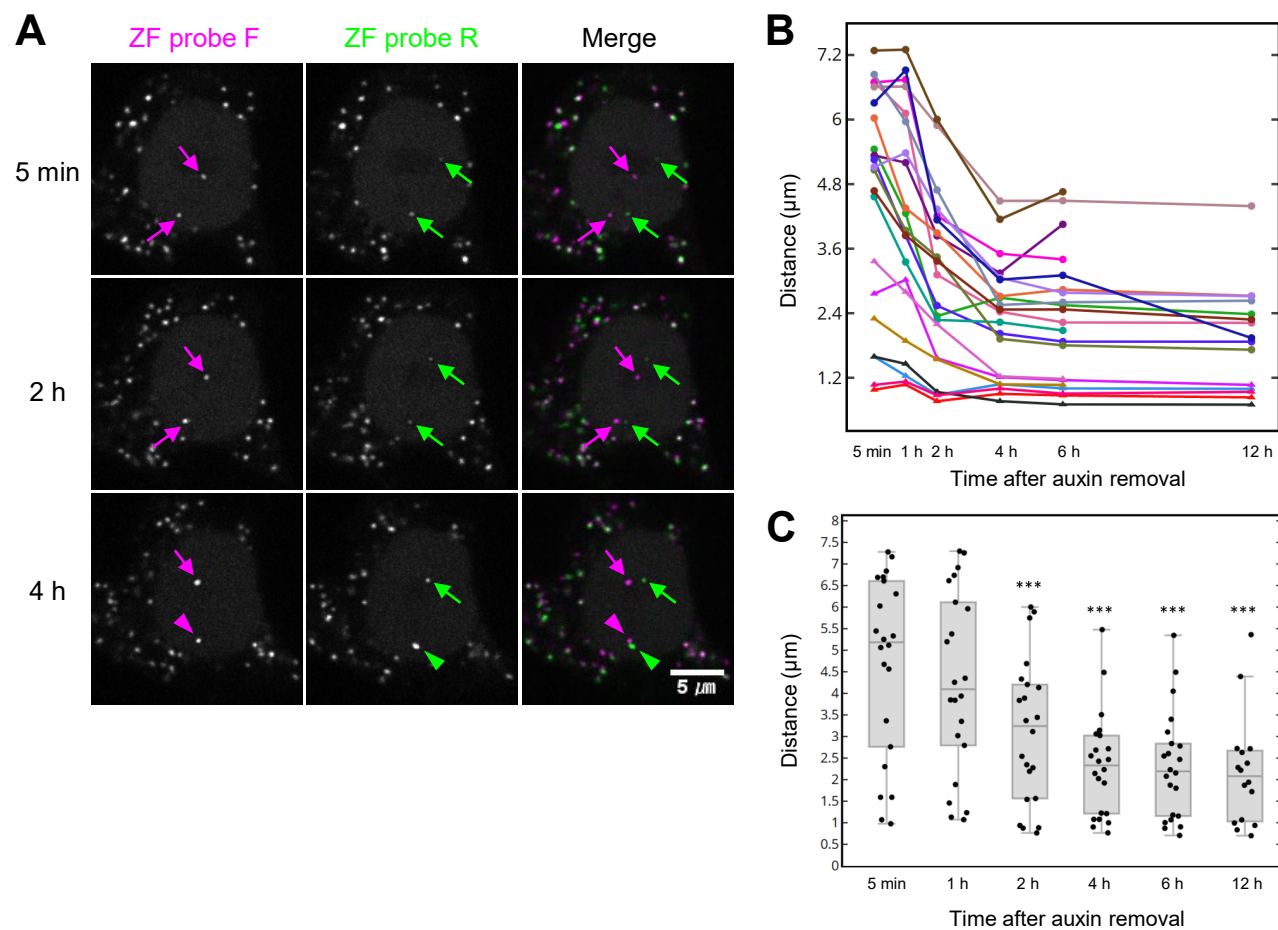 A
ZF probe F
ZF probe R
Merge
5 min
2 h
4 h
5 μm
B
Distance (μm)
7.2
6
4.8
3.6
2.4
1.2
5 min
1 h
2 h
4 h
6 h
12 h
Time after auxin removal
C
Distance (μm)
8
7.5
7
6.5
6
5.5
5
4.5
4
3.5
3
2.5
2
1.5
1
0.5
0
***
***
***
***
5 min
1 h
2 h
4 h
6 h
12 h
Time after auxin removal